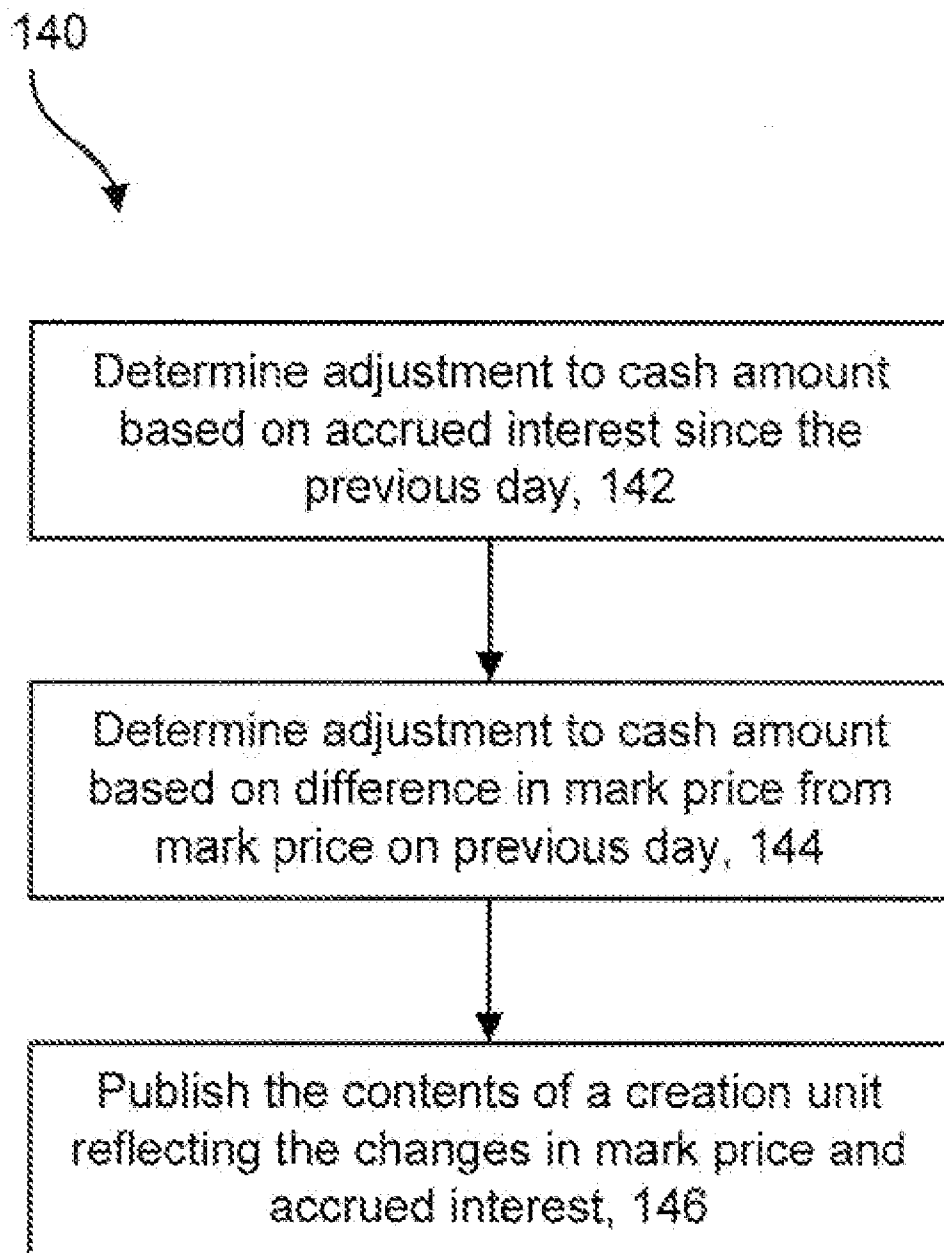 140
Determine adjustment to cash amount
based on accrued interest since the
previous day, 142
Determine adjustment to cash amount
based on difference in mark price from
mark price on previous day, 144
Publish the contents of a creation unit
reflecting the changes in mark price and
accrued interest, 146